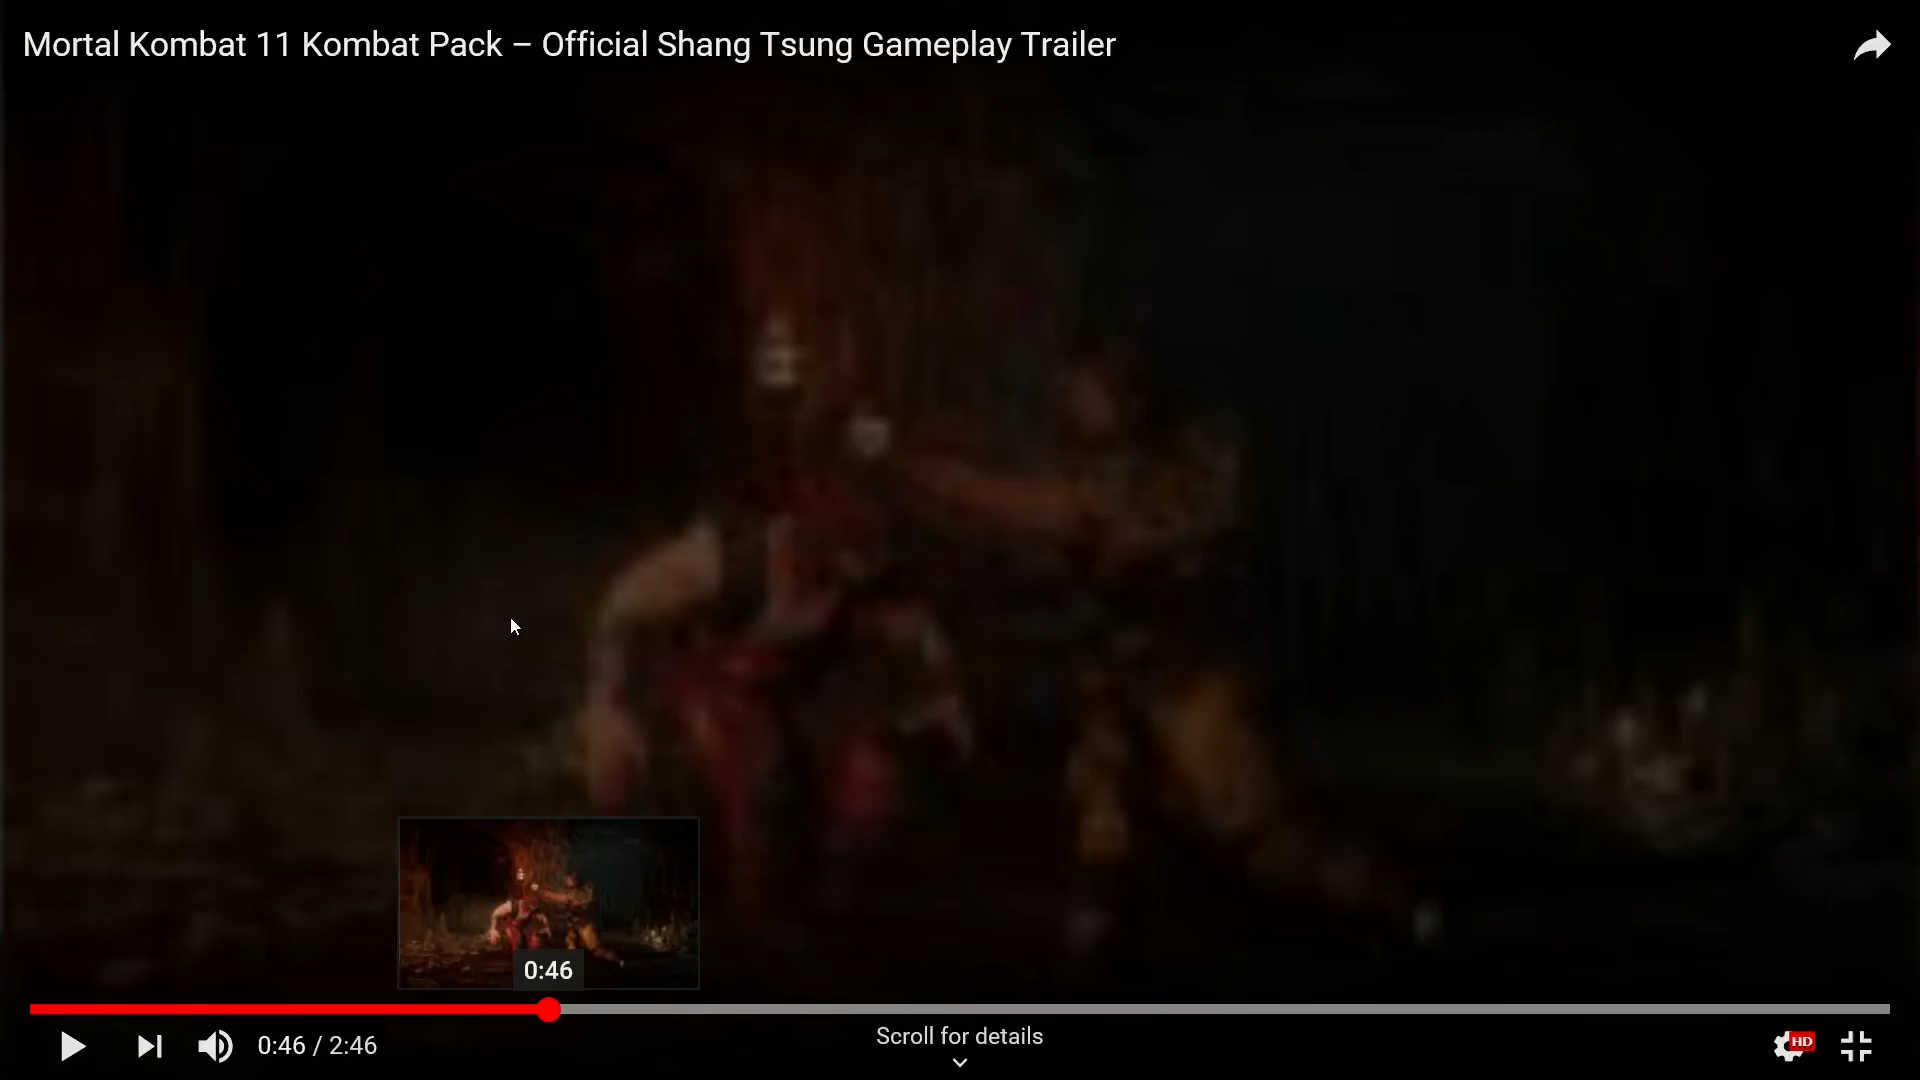 Mortal Kombat 11 Kombat Pack – Official Shang Tsung Gameplay Trailer
0:46
0:46 / 2:46
Scroll for details
HD